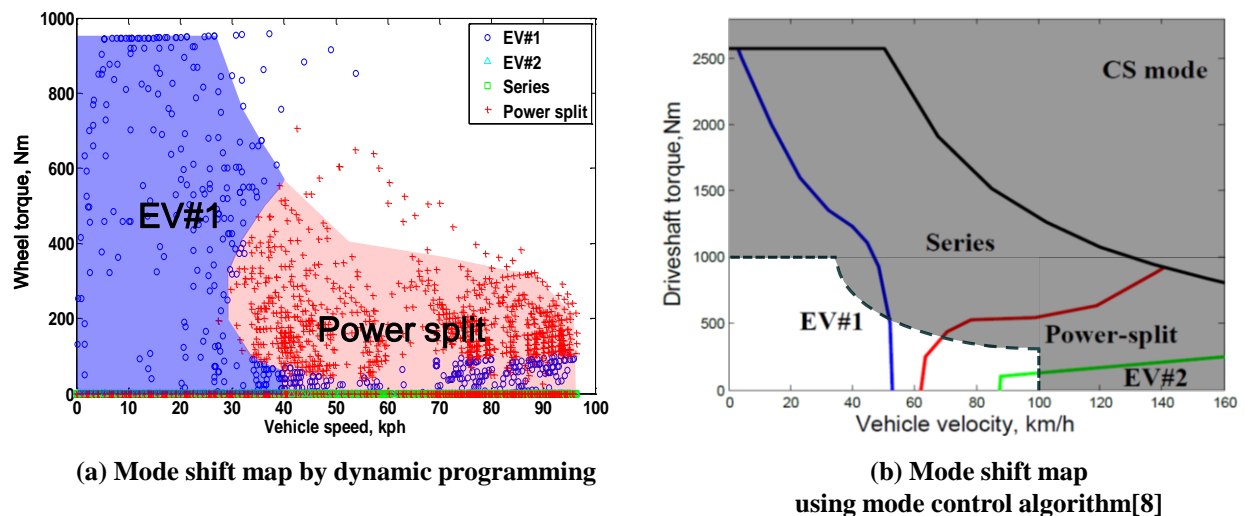 1000
800
600
400
200
0
Wheel torque, Nm
EV#1
EV#2
Series
Power split
EV#1
Power split
0 10 20 30 40 50 60 70 80 90 100
Vehicle speed, kph
(a) Mode shift map by dynamic programming
2500
2000
1500
1000
500
0
Driveshaft torque,Nm
CS mode
Series
EV#1
Power-split
EV#2
0 20 40 60 80 100 120 140 160
Vehicle velocity, km/h
(b) Mode shift map
using mode control algorithm[8]